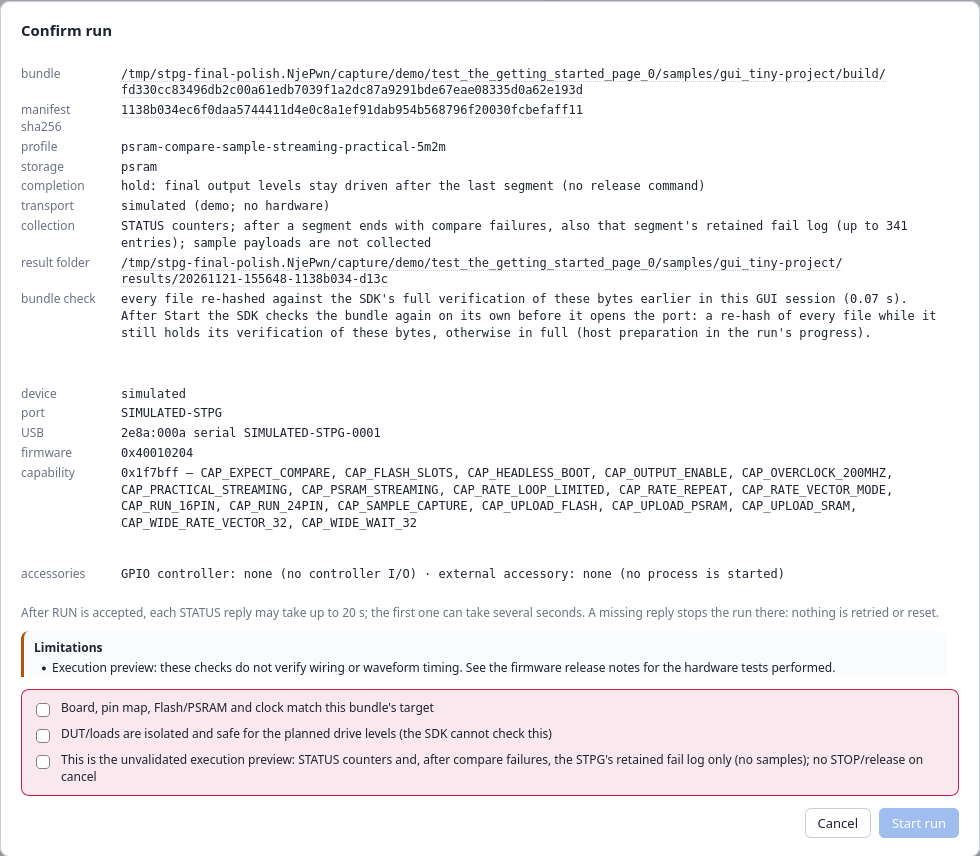 Confirm run
bundle /tmp/stpg-final-polish.NjePwn/capture/demo/test_the_getting_started_page_0/samples/gui_tiny-project/build/
fd330cc83496db2c00a61edb7039f1a2dc87a9291bde67eae08335d0a62e193d
manifest 1138b034ec6f0daa5744411d4e0c8a1ef91dab954b568796f20030fcbefaff11
sha256
profile psram-compare-sample-streaming-practical-5m2m
storage psram
completion hold: final output levels stay driven after the last segment (no release command)
transport simulated (demo; no hardware)
collection STATUS counters; after a segment ends with compare failures, also that segment's retained fail log (up to 341
entries); sample payloads are not collected
result folder /tmp/stpg-final-polish.NjePwn/capture/demo/test_the_getting_started_page_0/samples/gui_tiny-project/
results/20261121-155648-1138b034-d13c
bundle check every file re-hashed against the SDK's full verification of these bytes earlier in this GUI session (0.07 s).
After Start the SDK checks the bundle again on its own before it opens the port: a re-hash of every file while it
still holds its verification of these bytes, otherwise in full (host preparation in the run's progress).
device simulated
port SIMULATED-STPG
USB 2e8a:000a serial SIMULATED-STPG-0001
firmware 0x40010204
capability 0x1f7bff — CAP_EXPECT_COMPARE, CAP_FLASH_SLOTS, CAP_HEADLESS_BOOT, CAP_OUTPUT_ENABLE, CAP_OVERCLOCK_200MHZ,
CAP_PRACTICAL_STREAMING, CAP_PSRAM_STREAMING, CAP_RATE_LOOP_LIMITED, CAP_RATE_REPEAT, CAP_RATE_VECTOR_MODE,
CAP_RUN_16PIN, CAP_RUN_24PIN, CAP_SAMPLE_CAPTURE, CAP_UPLOAD_FLASH, CAP_UPLOAD_PSRAM, CAP_UPLOAD_SRAM,
CAP_WIDE_RATE_VECTOR_32, CAP_WIDE_WAIT_32
accessories GPIO controller: none (no controller I/O) · external accessory: none (no process is started)
After RUN is accepted, each STATUS reply may take up to 20 s; the first one can take several seconds. A missing reply stops the run there: nothing is retried or reset.
Limitations
• Execution preview: these checks do not verify wiring or waveform timing. See the firmware release notes for the hardware tests performed.
Board, pin map, Flash/PSRAM and clock match this bundle's target
DUT/loads are isolated and safe for the planned drive levels (the SDK cannot check this)
This is the unvalidated execution preview: STATUS counters and, after compare failures, the STPG's retained fail log only (no samples); no STOP/release on
cancel
Cancel Start run